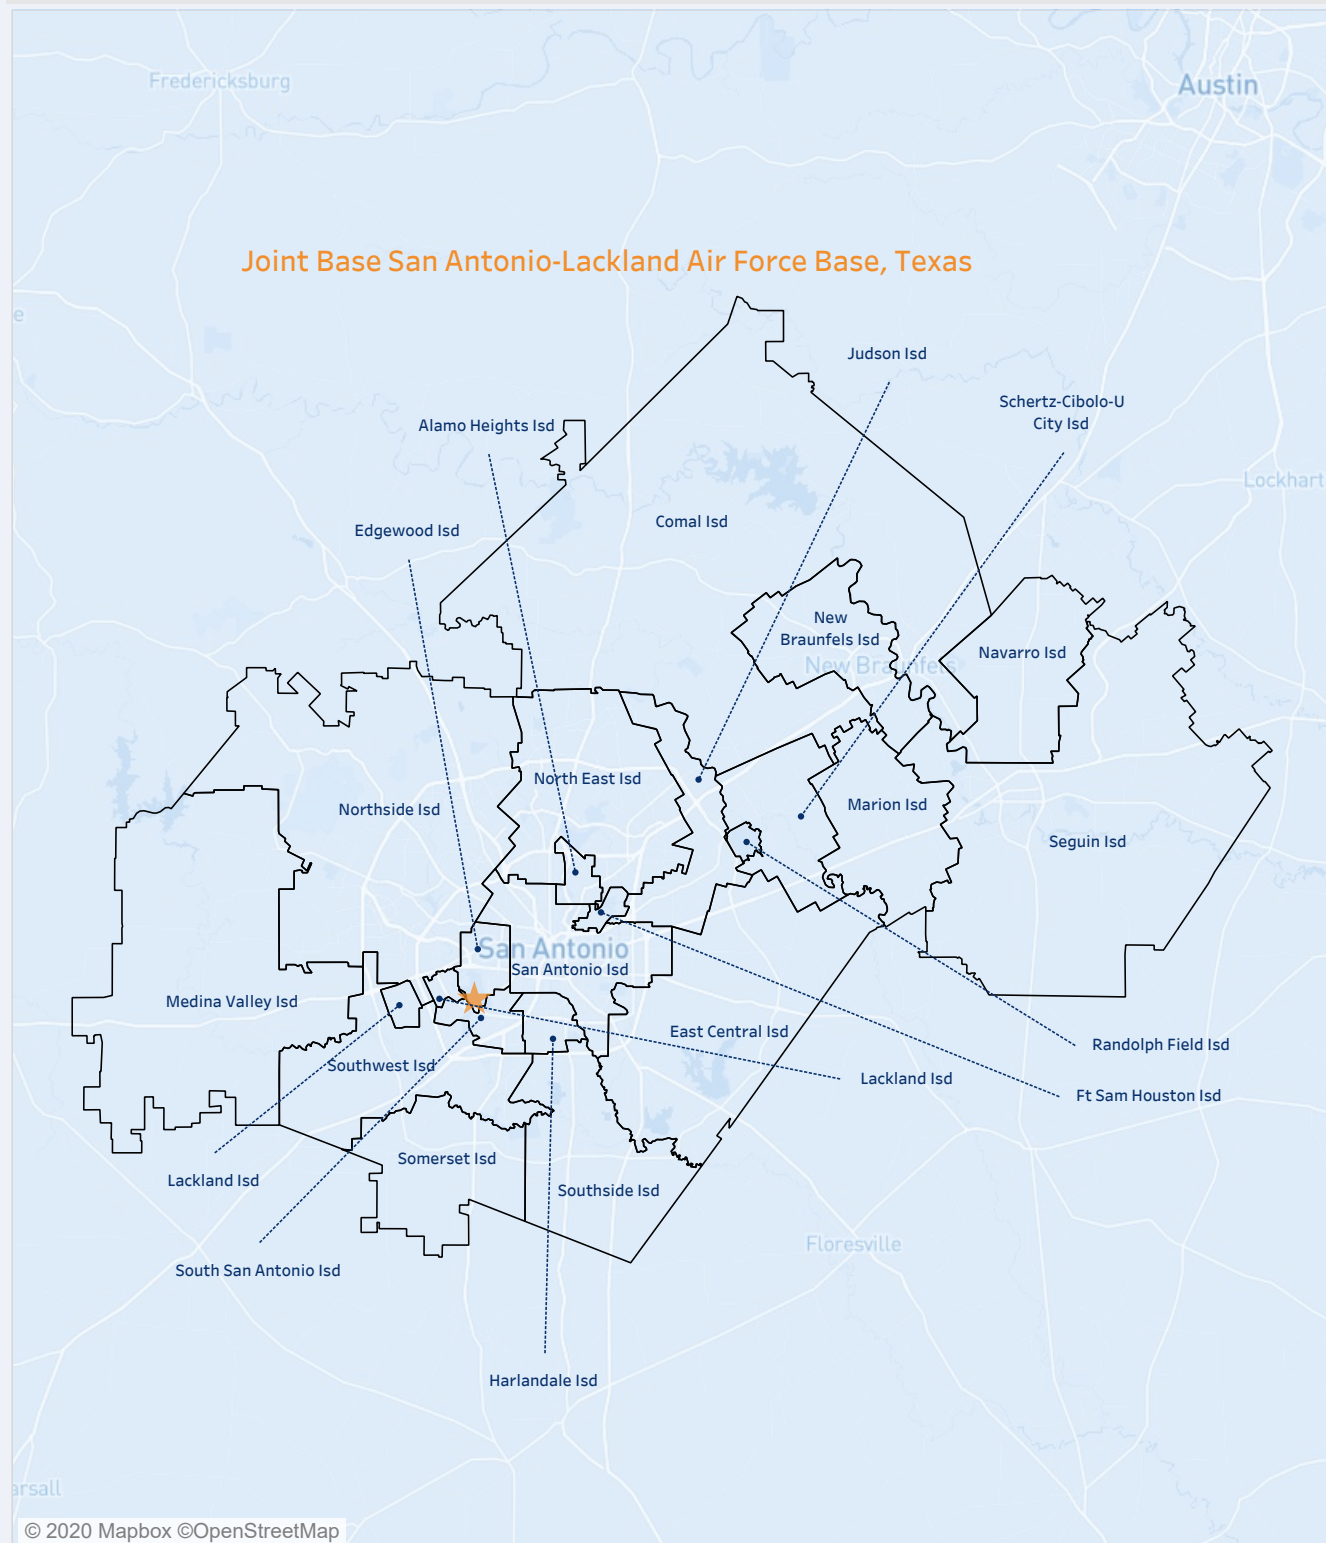 Fredericksburg
Austin
Joint Base San Antonio-Lackland Air Force Base, Texas
e
Judson Isd
Schertz-Cibolo-U
City Isd
Alamo Heights Isd
Lockhart
Edgewood Isd
Comal Isd
New
Braunfels Isd
New Braunfels
Navarro Isd
North East Isd
Northside Isd
Marion Isd
Seguin Isd
San Antonio
San Antonio Isd
Medina Valley Isd
East Central Isd
Randolph Field Isd
Southwest Isd
Lackland Isd
Ft Sam Houston Isd
Somerset Isd
Lackland Isd
Southside Isd
Floresville
South San Antonio Isd
Harlandale Isd
arsall
© 2020 Mapbox ©OpenStreetMap